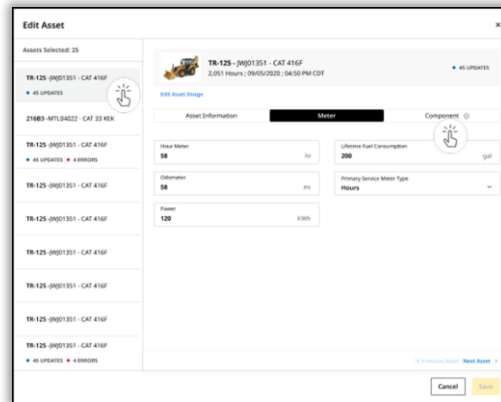 Edit Asset
×
Assets Selected: 25
TR-125 -JWJ01351 - CAT 416F
45 UPDATES
216B3 -MTL04022 - CAT 33 KEK
TR-125 -JWJ01351 - CAT 416F
45 UPDATES 4 ERRORS
TR-125 -JWJ01351 - CAT 416F
TR-125 -JWJ01351 - CAT 416F
TR-125 -JWJ01351 - CAT 416F
TR-125 -JWJ01351 - CAT 416F
TR-125 -JWJ01351 - CAT 416F
TR-125 -JWJ01351 - CAT 416F
45 UPDATES 4 ERRORS
TR-125 - JWJ01351 - CAT 416F
2,051 Hours ; 09/05/2020 ; 04:50 PM CDT
45 UPDATES
Edit Asset Image
Asset Information Meter Component
Hour Meter
58 hr
Lifetime Fuel Consumption
200 gal
Odometer
58 mi
Primary Service Meter Type
Hours
Power
120 kWh
< Previous Asset Next Asset >
Cancel Save